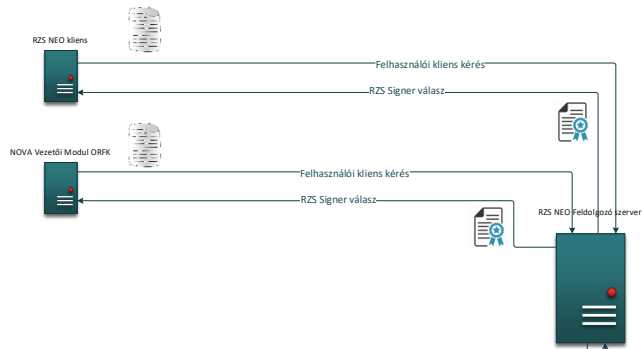 RZS NEO kliens
Felhasználói kliens kérés
RZS Signer válasz
NOVA Vezetői Modul ORFK
Felhasználói kliens kérés
RZS Signer válasz
RZS NEO Feldolgozó szerver